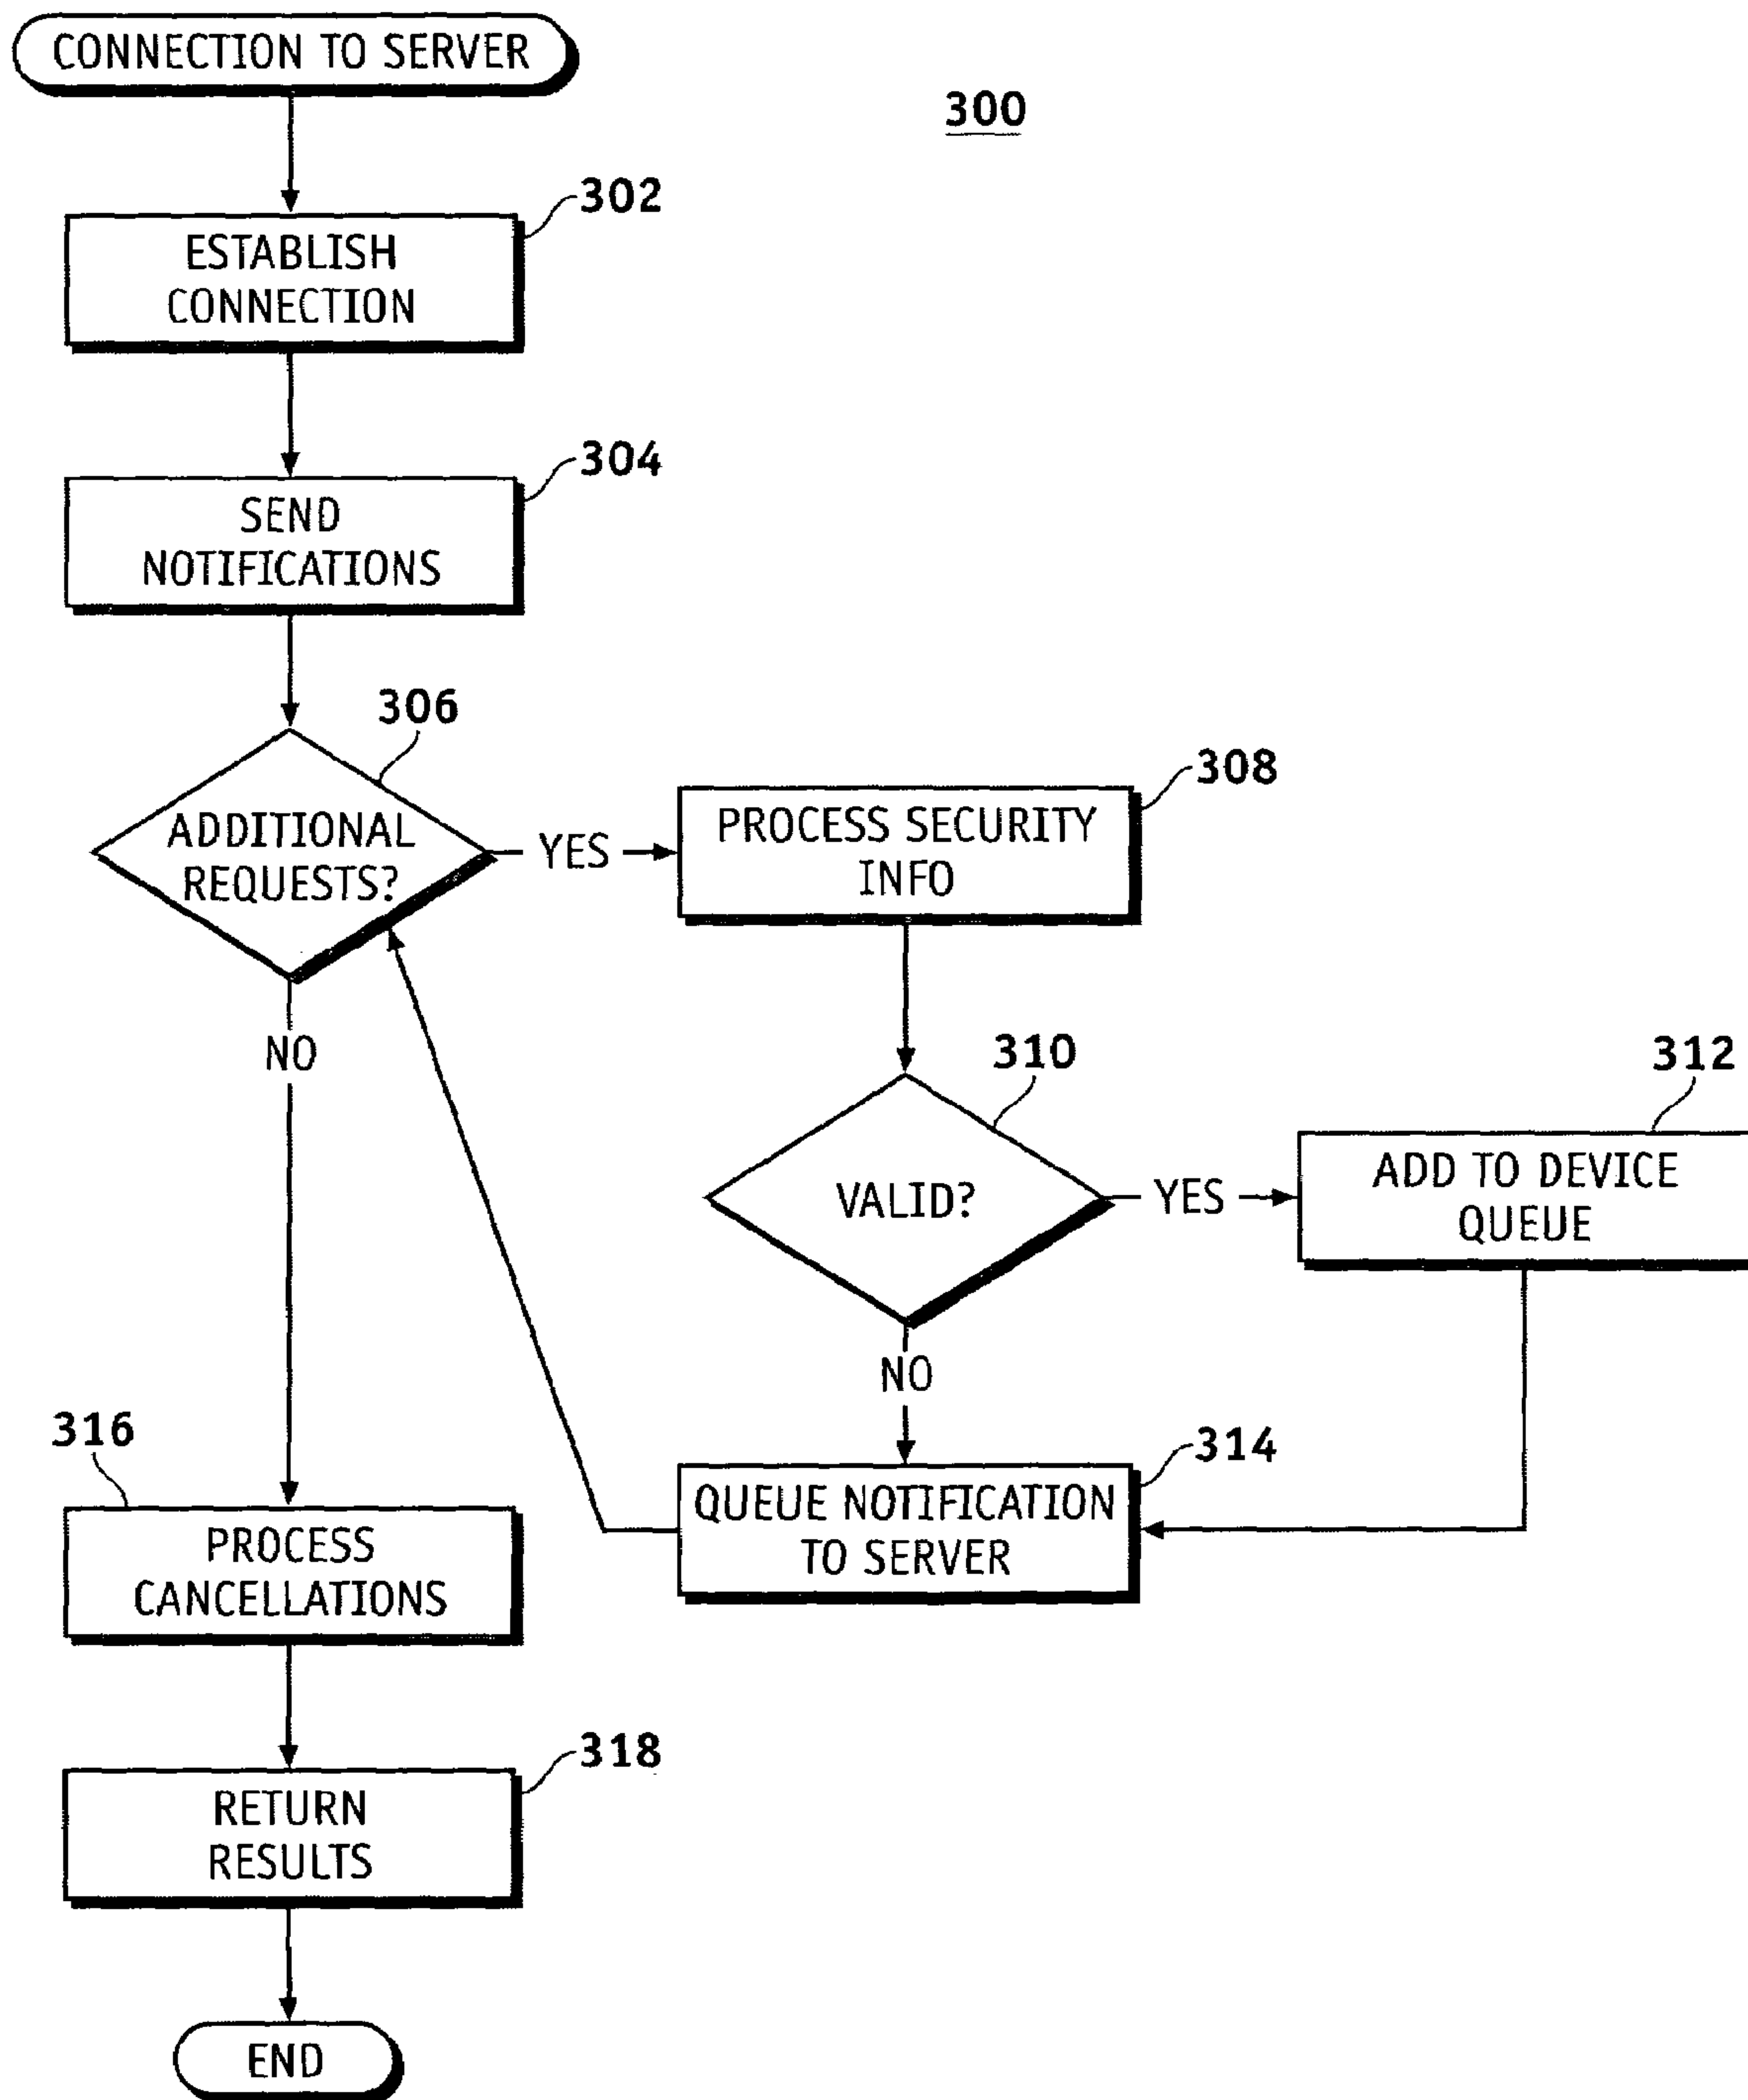 CONNECTION TO SERVER
300
302
ESTABLISH
CONNECTION
304
SEND
NOTIFICATIONS
306
ADDITIONAL
REQUESTS?
YES
308
PROCESS SECURITY
INFO
NO
310
VALID?
YES
312
ADD TO DEVICE
QUEUE
NO
314
QUEUE NOTIFICATION
TO SERVER
316
PROCESS
CANCELLATIONS
318
RETURN
RESULTS
END